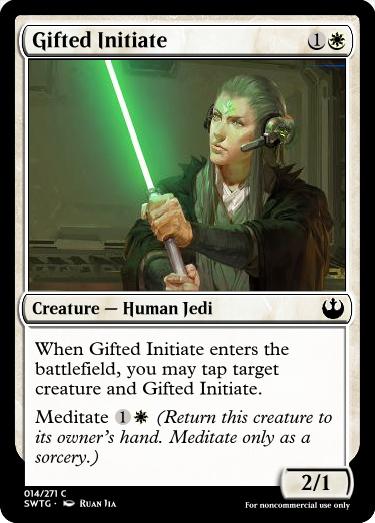 Gifted Initiate 1
Creature — Human Jedi
When Gifted Initiate enters the
battlefield, you may tap target
creature and Gifted Initiate.
Meditate 1 (Return this creature to
its owner's hand. Meditate only as a
sorcery.)
2/1
014/271 C
SWTG · Ruan Jia
For noncommercial use only